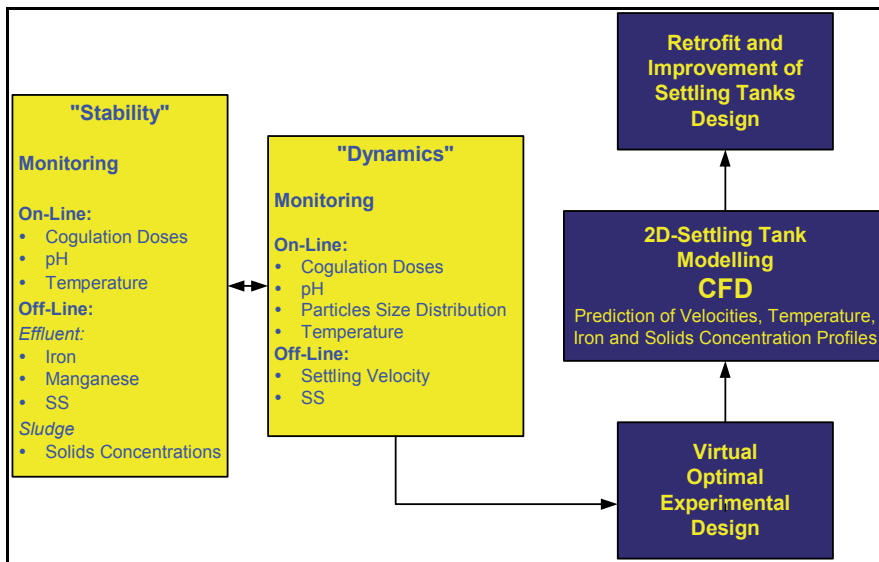 "Stability"
Monitoring
On-Line:
• Cogulation Doses
• pH
• Temperature
Off-Line:
Effluent:
• Iron
• Manganese
• SS
Sludge
• Solids Concentrations
"Dynamics"
Monitoring
On-Line:
• Cogulation Doses
• pH
• Particles Size Distribution
• Temperature
Off-Line:
• Settling Velocity
• SS
Retrofit and
Improvement of
Settling Tanks
Design
2D-Settling Tank
Modelling
CFD
Prediction of Velocities, Temperature,
Iron and Solids Concentration Profiles
Virtual
Optimal
Experimental
Design